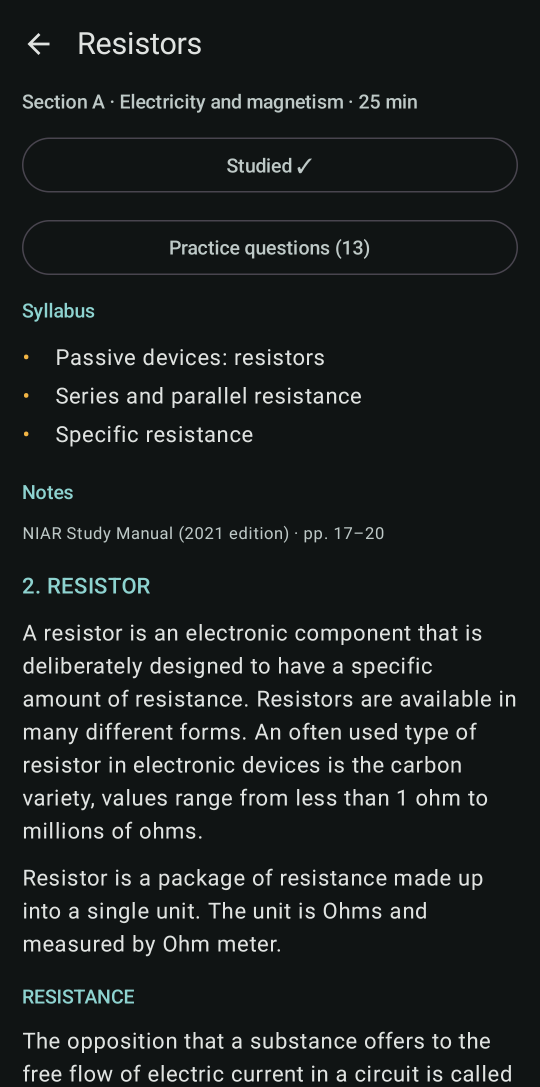 ← Resistors
Section A · Electricity and magnetism · 25 min
Studied ✓
Practice questions (13)
Syllabus
• Passive devices: resistors
• Series and parallel resistance
• Specific resistance
Notes
NIAR Study Manual (2021 edition) · pp. 17–20
2. RESISTOR
A resistor is an electronic component that is
deliberately designed to have a specific
amount of resistance. Resistors are available in
many different forms. An often used type of
resistor in electronic devices is the carbon
variety, values range from less than 1 ohm to
millions of ohms.
Resistor is a package of resistance made up
into a single unit. The unit is Ohms and
measured by Ohm meter.
RESISTANCE
The opposition that a substance offers to the
free flow of electric current in a circuit is called